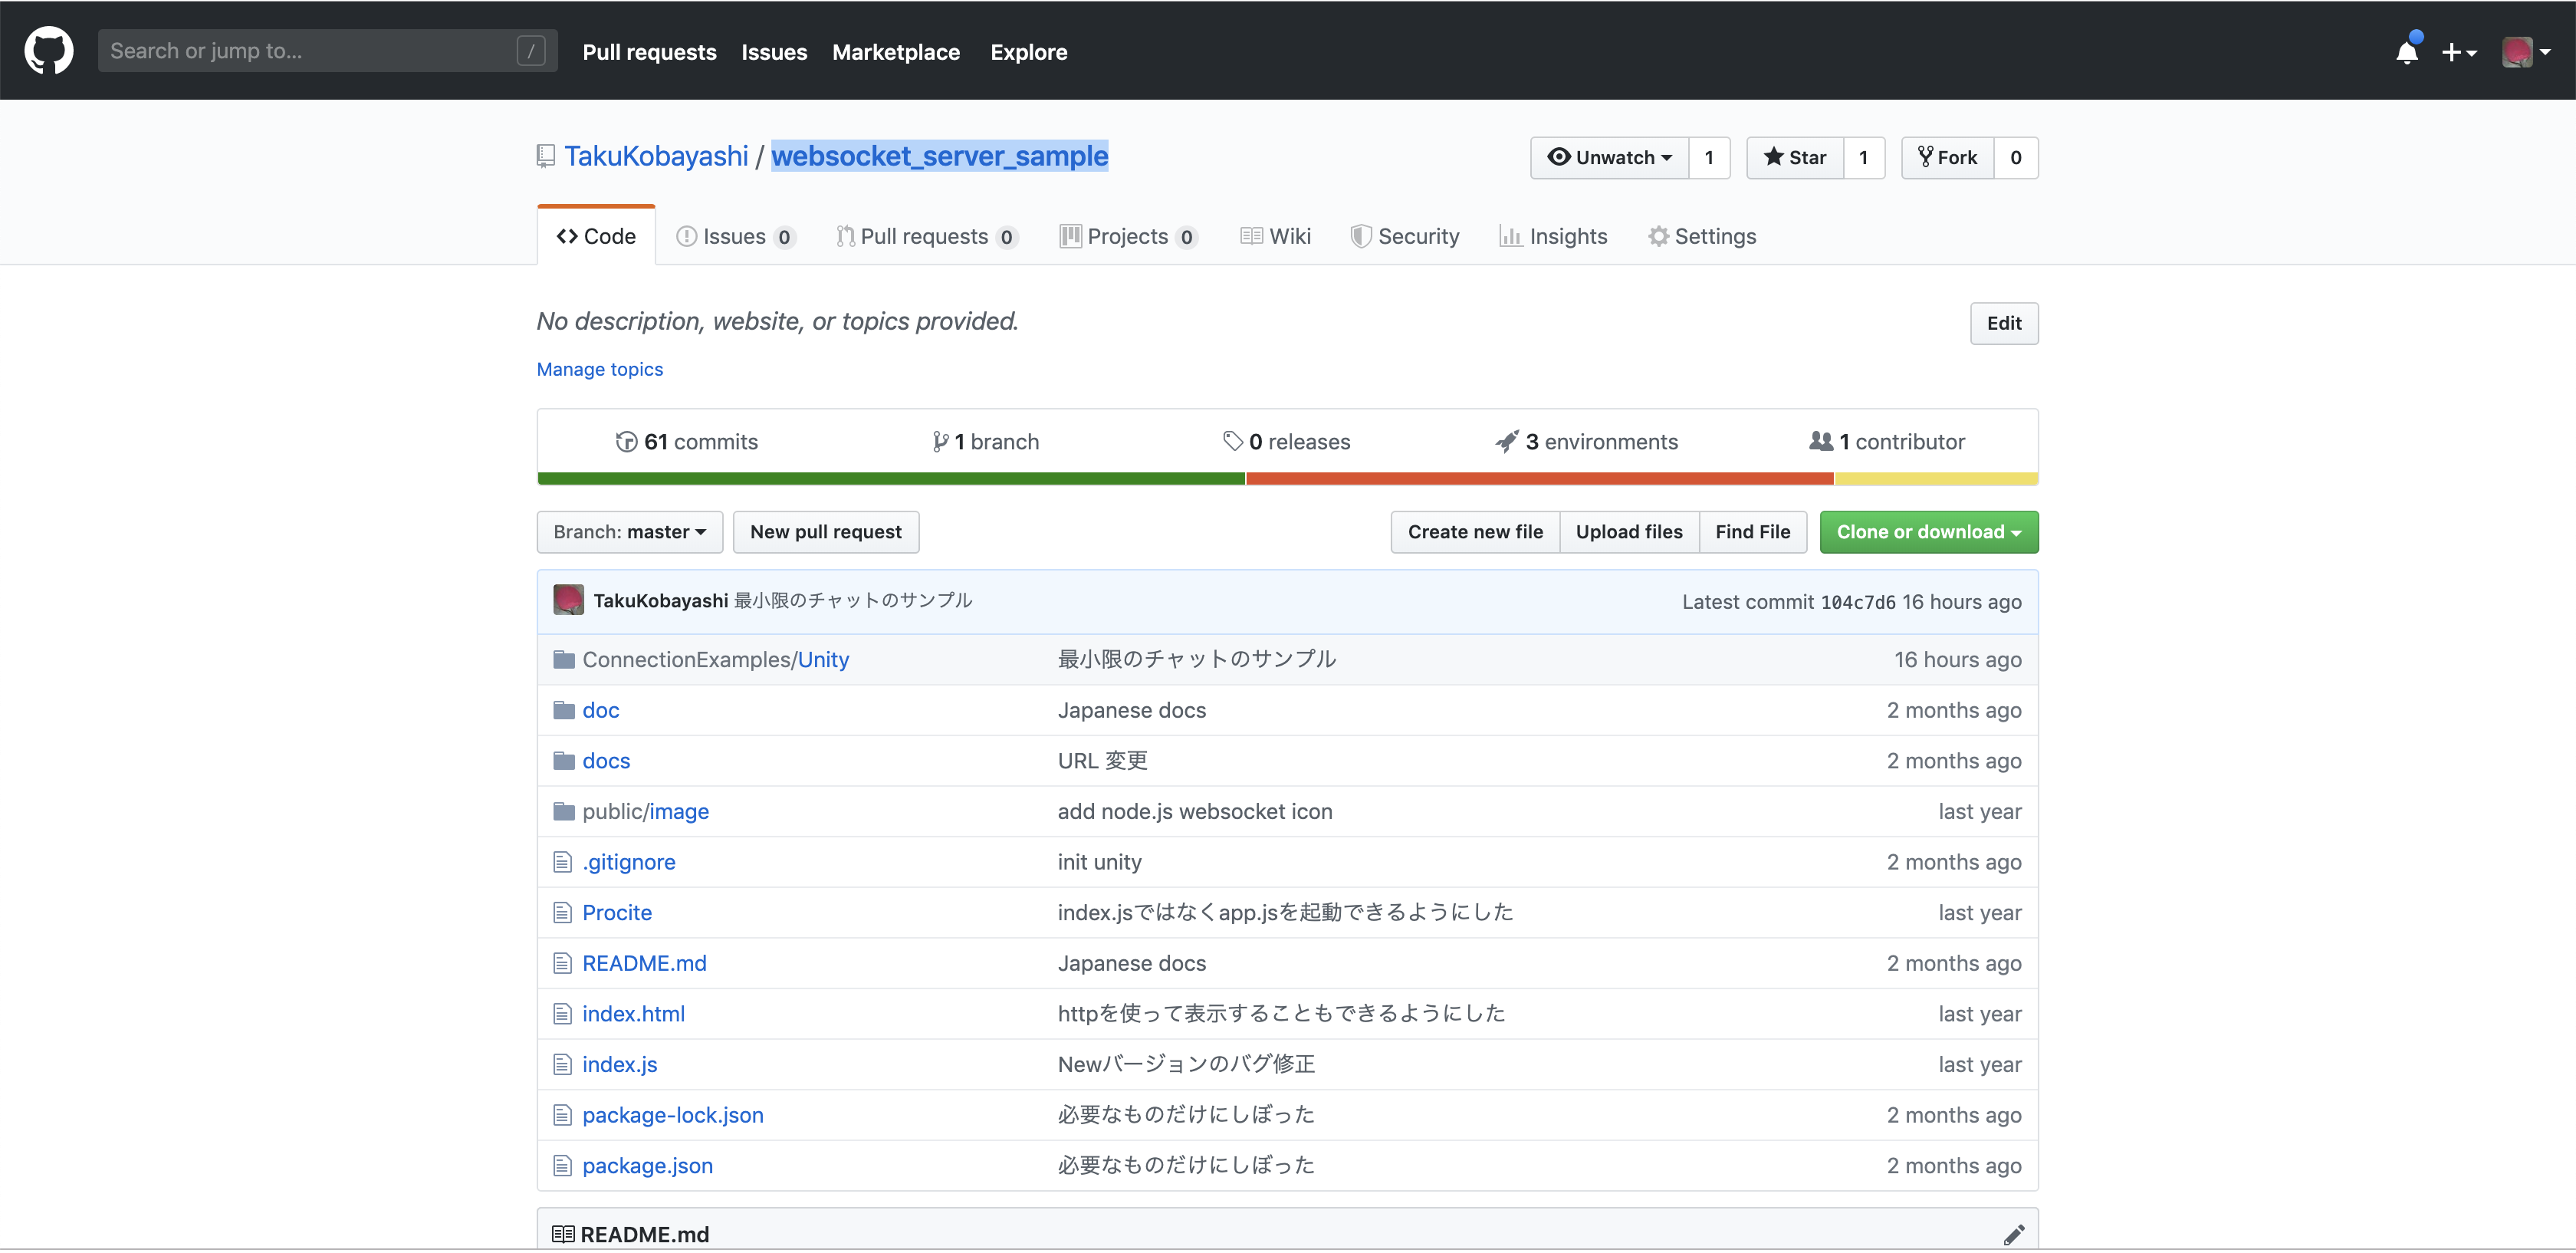 Search or jump to... / Pull requests Issues Marketplace Explore
TakuKobayashi / websocket_server_sample Unwatch 1 Star 1 Fork 0
Code Issues 0 Pull requests 0 Projects 0 Wiki Security Insights Settings
No description, website, or topics provided. Edit
Manage topics
61 commits 1 branch 0 releases 3 environments 1 contributor
Branch: master New pull request Create new file Upload files Find File Clone or download
TakuKobayashi 最小限のチャットのサンプル Latest commit 104c7d6 16 hours ago
ConnectionExamples/Unity 最小限のチャットのサンプル 16 hours ago
doc Japanese docs 2 months ago
docs URL 変更 2 months ago
public/image add node.js websocket icon last year
.gitignore init unity 2 months ago
Procite index.jsではなくapp.jsを起動できるようにした last year
README.md Japanese docs 2 months ago
index.html httpを使って表示することもできるようにした last year
index.js Newバージョンのバグ修正 last year
package-lock.json 必要なものだけにしぼった 2 months ago
package.json 必要なものだけにしぼった 2 months ago
README.md